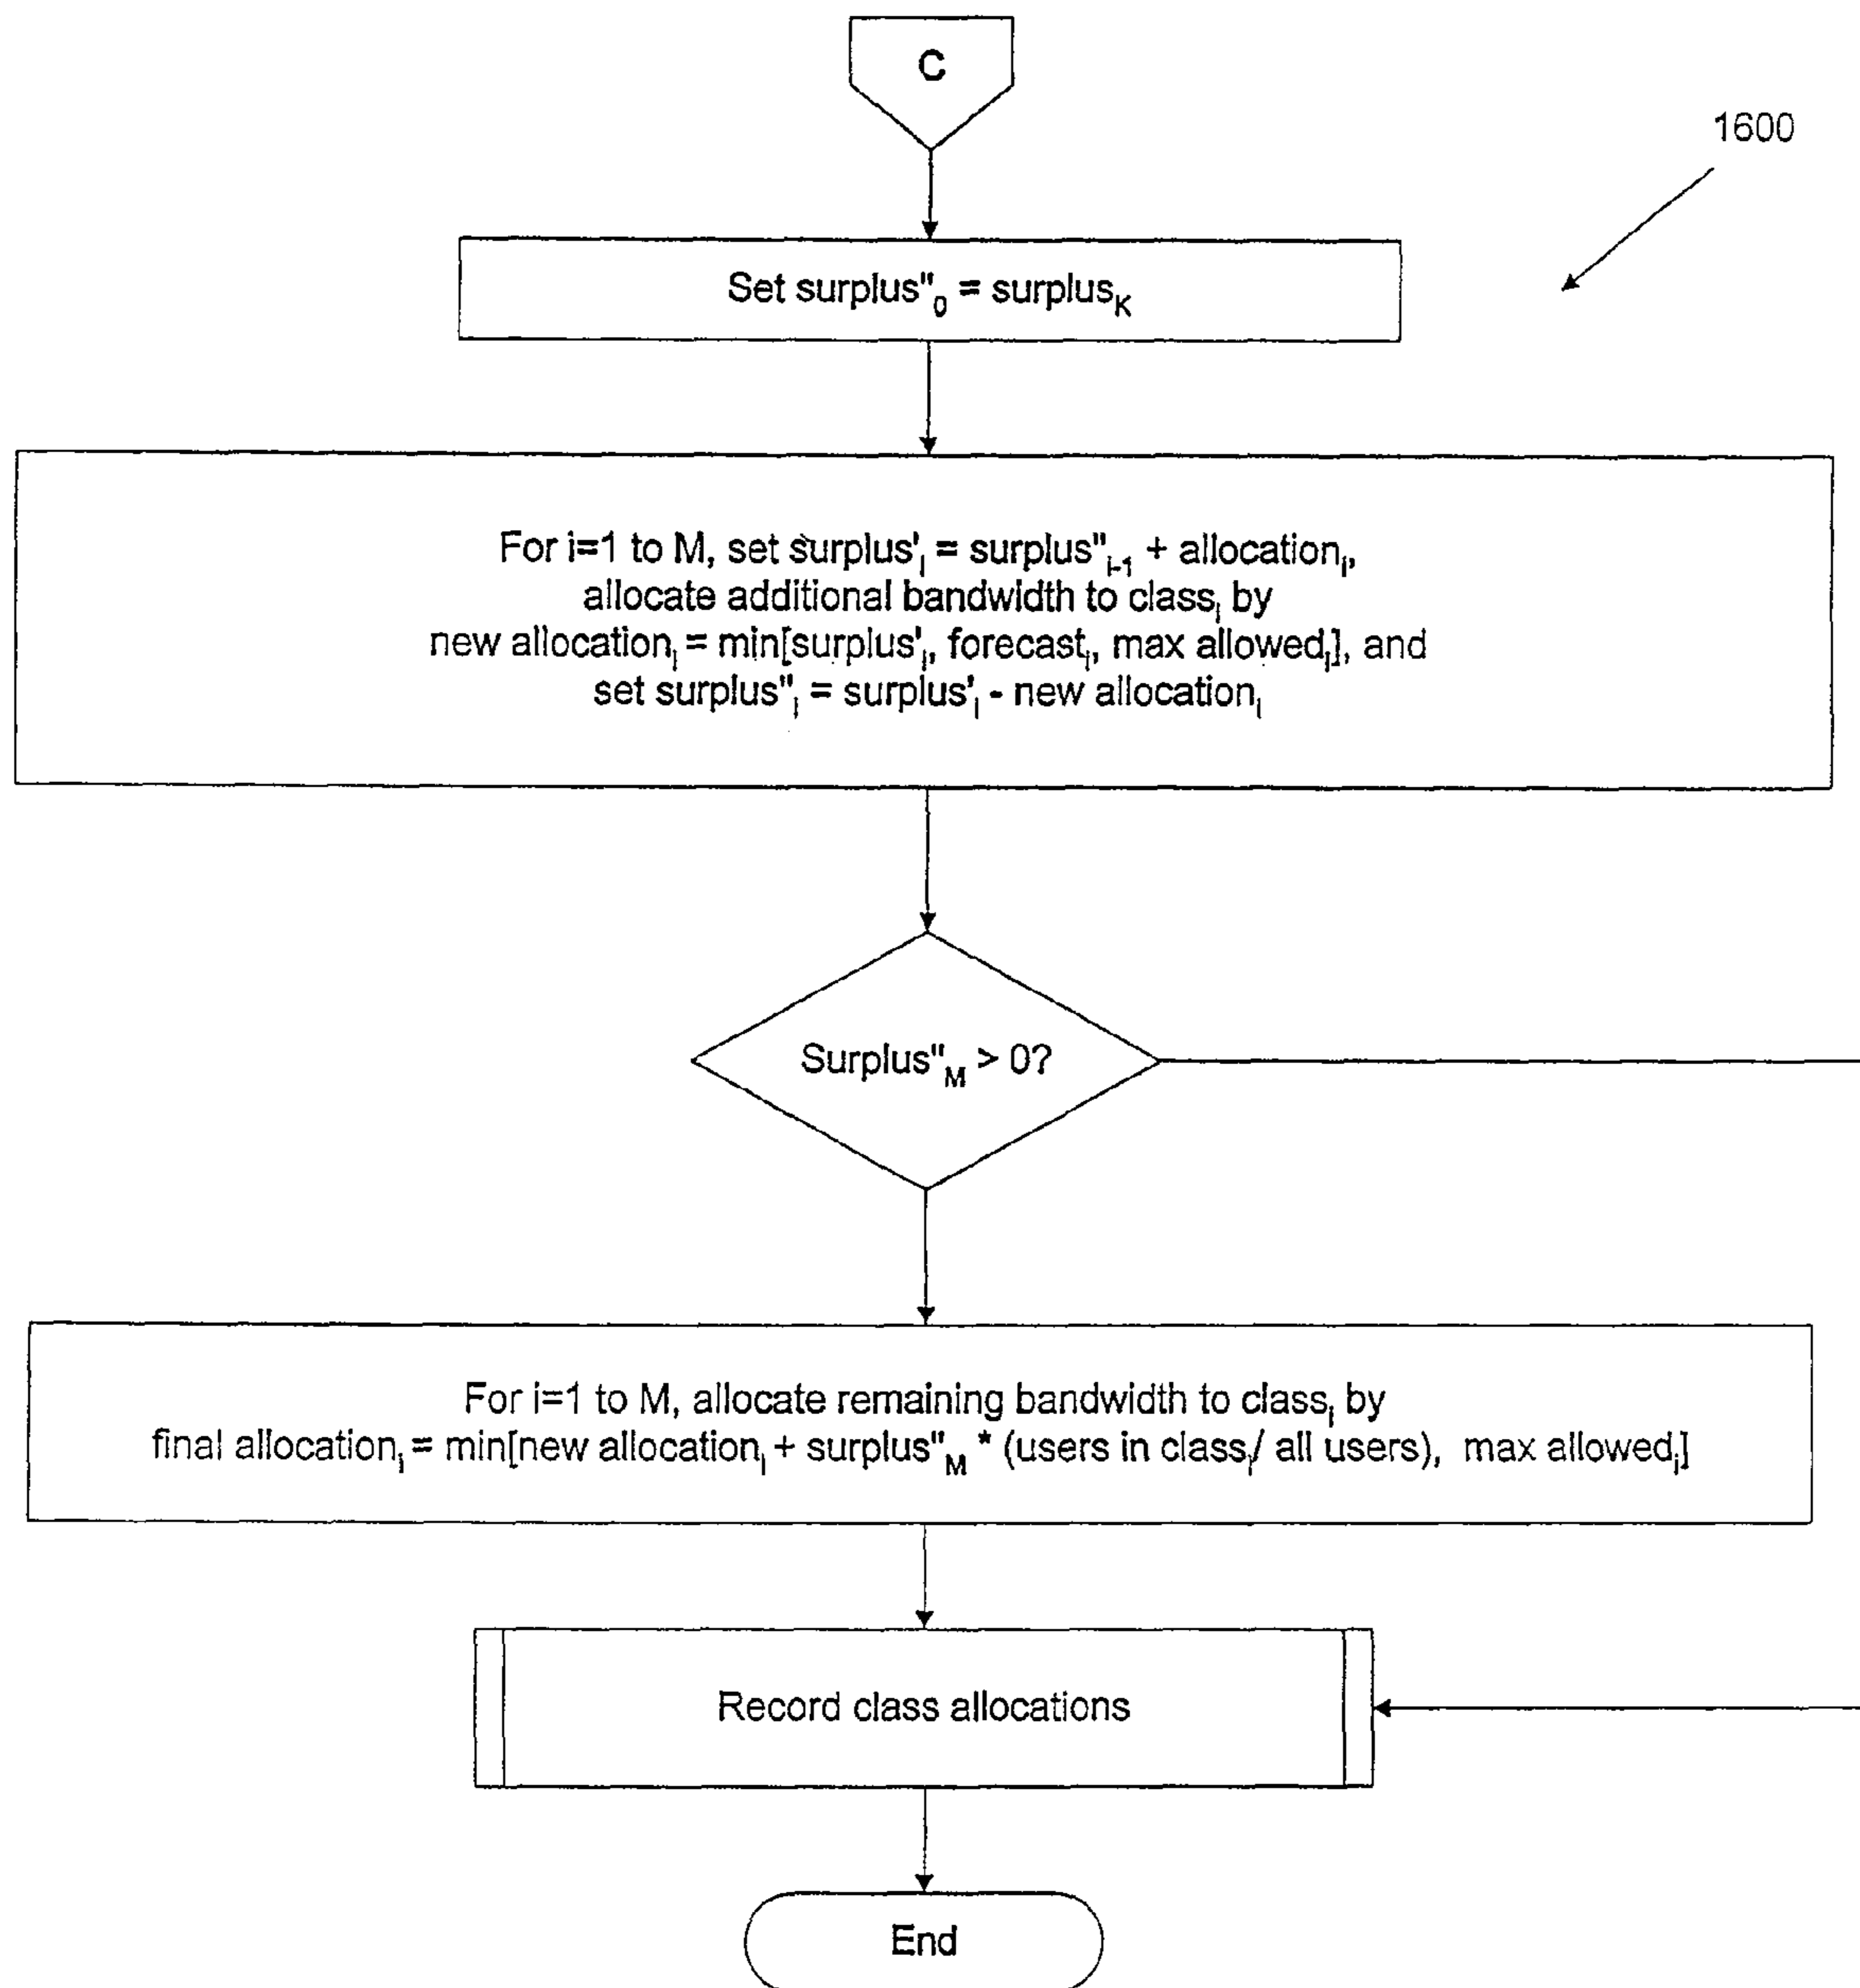 C
1600
Set surplus"₀ = surplus_K
For i=1 to M, set surplus'ᵢ = surplus"ᵢ₋₁ + allocationᵢ,
allocate additional bandwidth to classᵢ by
new allocationᵢ = min[surplus'ᵢ, forecastᵢ, max allowedᵢ], and
set surplus"ᵢ = surplus'ᵢ - new allocationᵢ
Surplus"_M > 0?
For i=1 to M, allocate remaining bandwidth to classᵢ by
final allocationᵢ = min[new allocationᵢ + surplus"_M * (users in classᵢ/ all users), max allowedᵢ]
Record class allocations
End